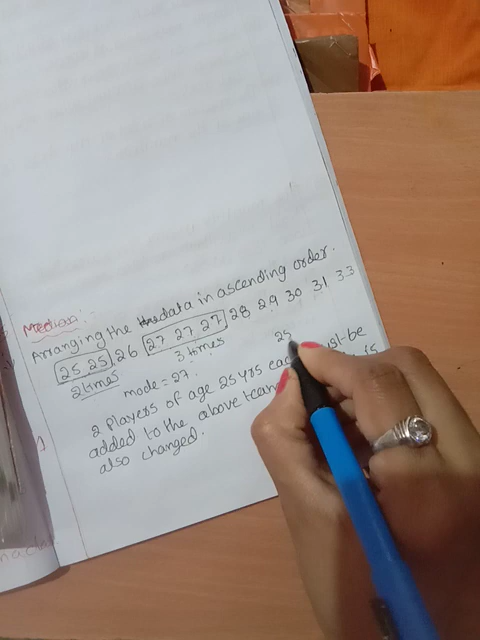 Median:
Arranging the data in ascending order.
25 25, 26 27 27 27 28 29 30 31 33
2 times 3 times
mode = 27.
25
2 Players of age 25 yrs be
added to the above team is
also changed.